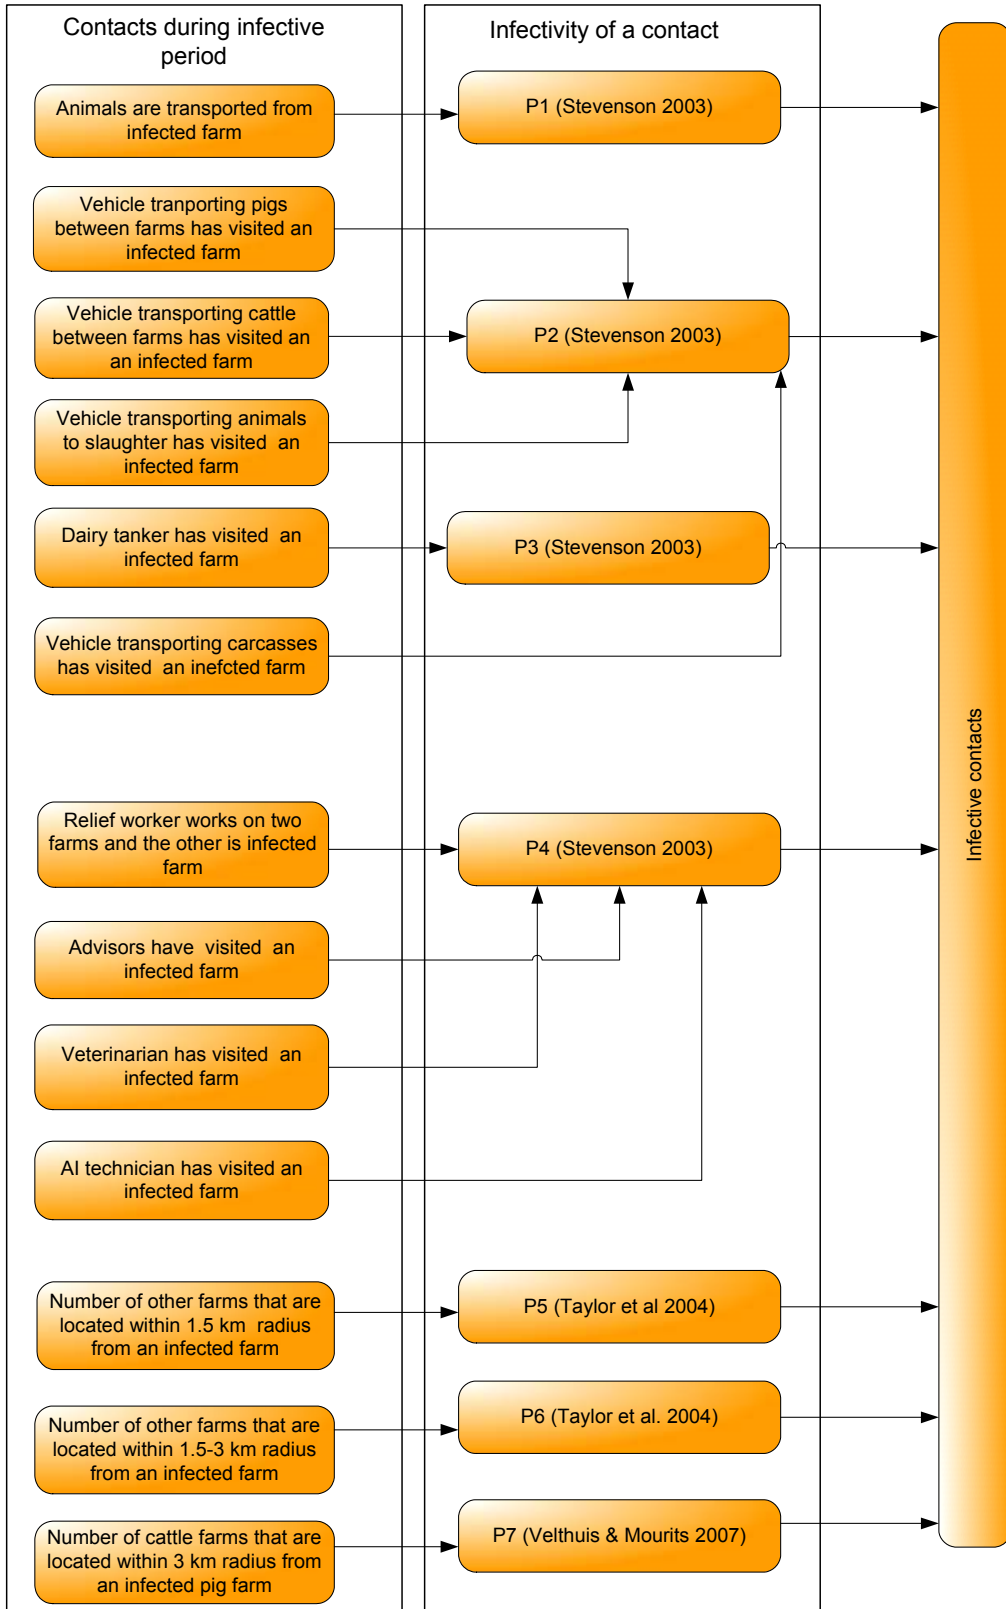 Contacts during infective
period
Animals are transported from
infected farm
Vehicle tranporting pigs
between farms has visited an
infected farm
Vehicle transporting cattle
between farms has visited an
an infected farm
Vehicle transporting animals
to slaughter has visited an
infected farm
Dairy tanker has visited an
infected farm
Vehicle transporting carcasses
has visited an inefcted farm
Relief worker works on two
farms and the other is infected
farm
Advisors have visited an
infected farm
Veterinarian has visited an
infected farm
AI technician has visited an
infected farm
Number of other farms that are
located within 1.5 km radius
from an infected farm
Number of other farms that are
located within 1.5-3 km radius
from an infected farm
Number of cattle farms that are
located within 3 km radius from
an infected pig farm
Infectivity of a contact
P1 (Stevenson 2003)
P2 (Stevenson 2003)
P3 (Stevenson 2003)
P4 (Stevenson 2003)
P5 (Taylor et al 2004)
P6 (Taylor et al. 2004)
P7 (Velthuis & Mourits 2007)
Infective contacts